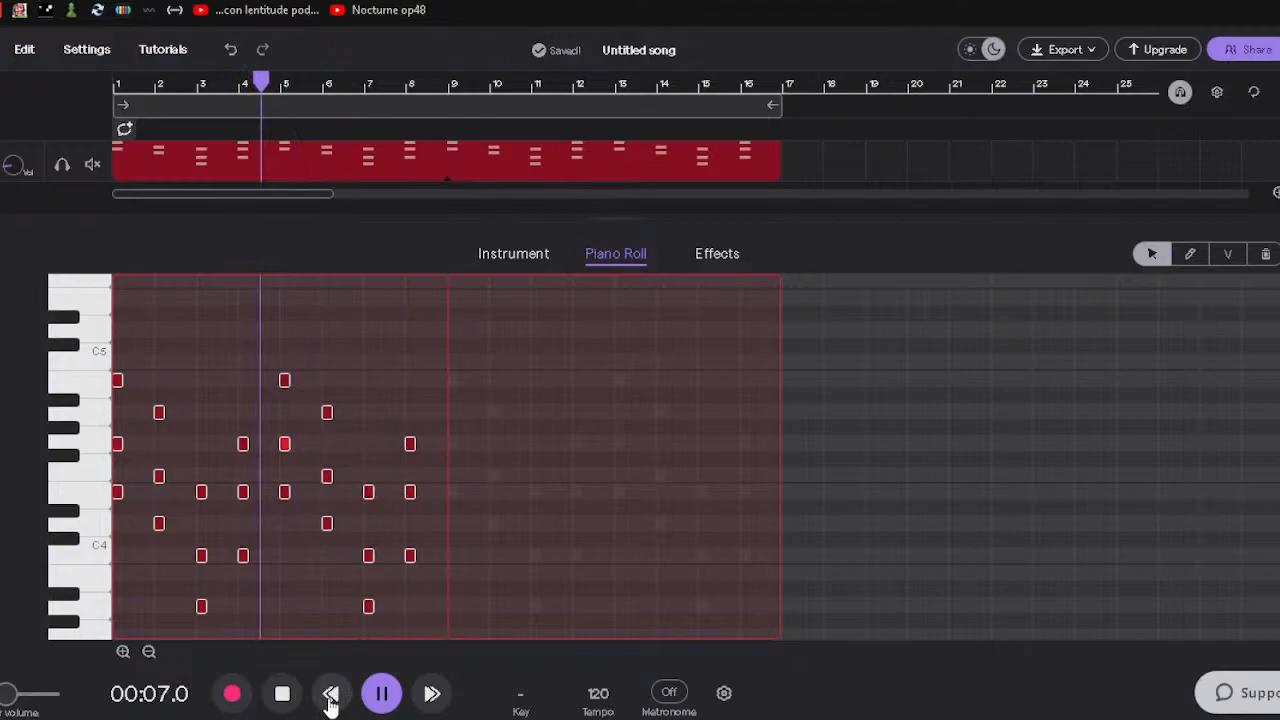 ...con lentitude pod... Nocturne op48
Edit Settings Tutorials Saved! Untitled song Export Upgrade Share
1 2 3 4 5 6 7 8 9 10 11 12 13 14 15 16 17 18 19 20 21 22 23 24 25
Vol
Instrument Piano Roll Effects
V
C5
C4
00:07.0 - 120 Off
r volume. Key Tempo Metronome
Suppo